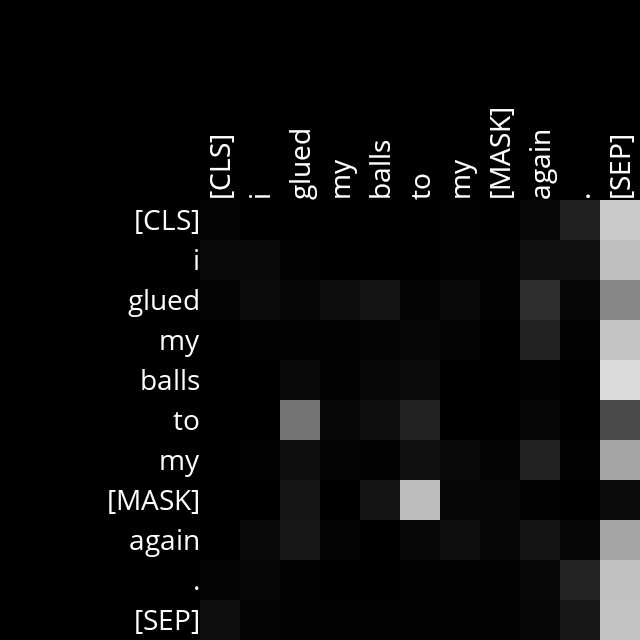 [CLS] i glued my balls to my [MASK] again . [SEP]
[CLS]
i
glued
my
balls
to
my
[MASK]
again
.
[SEP]